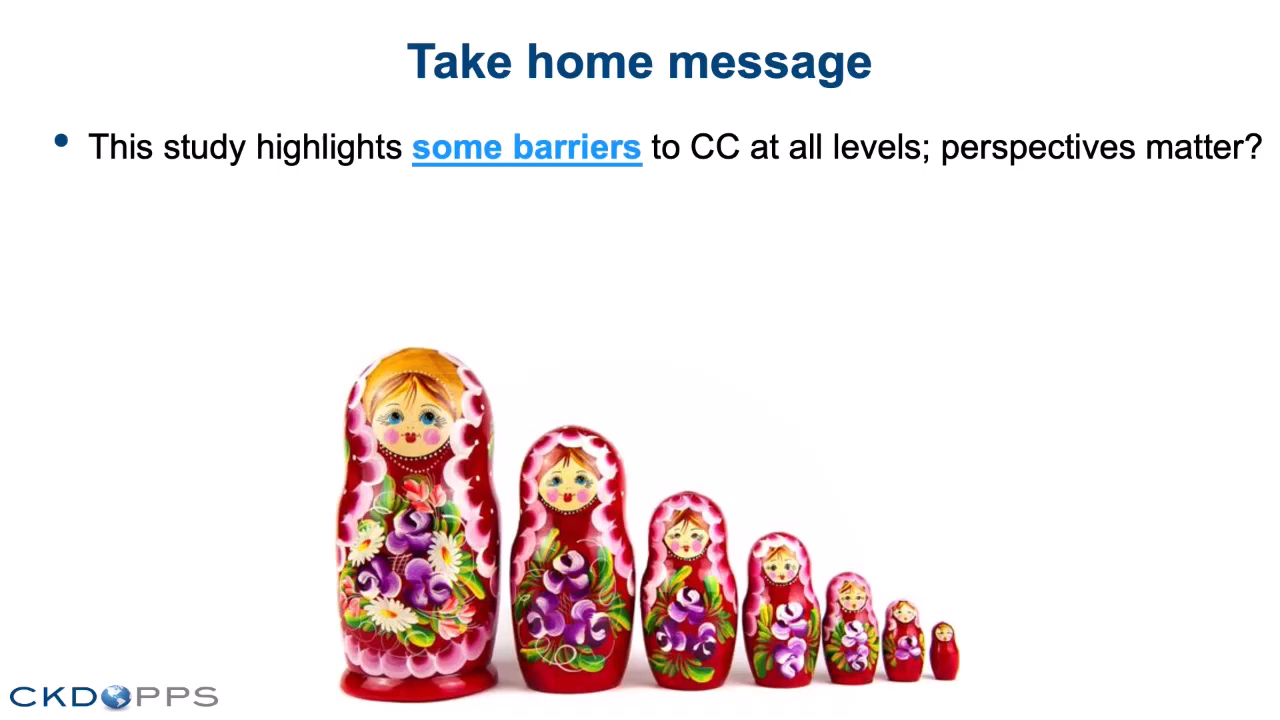 Take home message
• This study highlights some barriers to CC at all levels; perspectives matter?
CKDOPPS